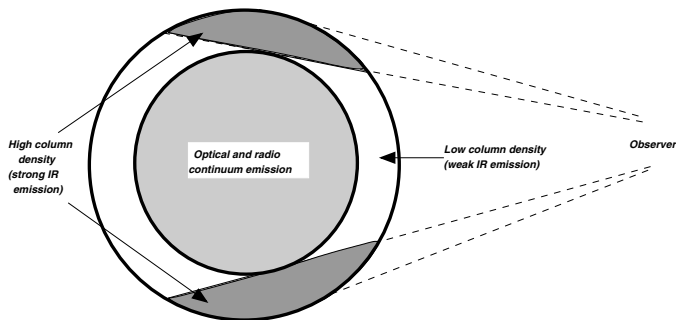 High column
density
(strong IR
emission)
Optical and radio
continuum emission
Low column density
(weak IR emission)
Observer